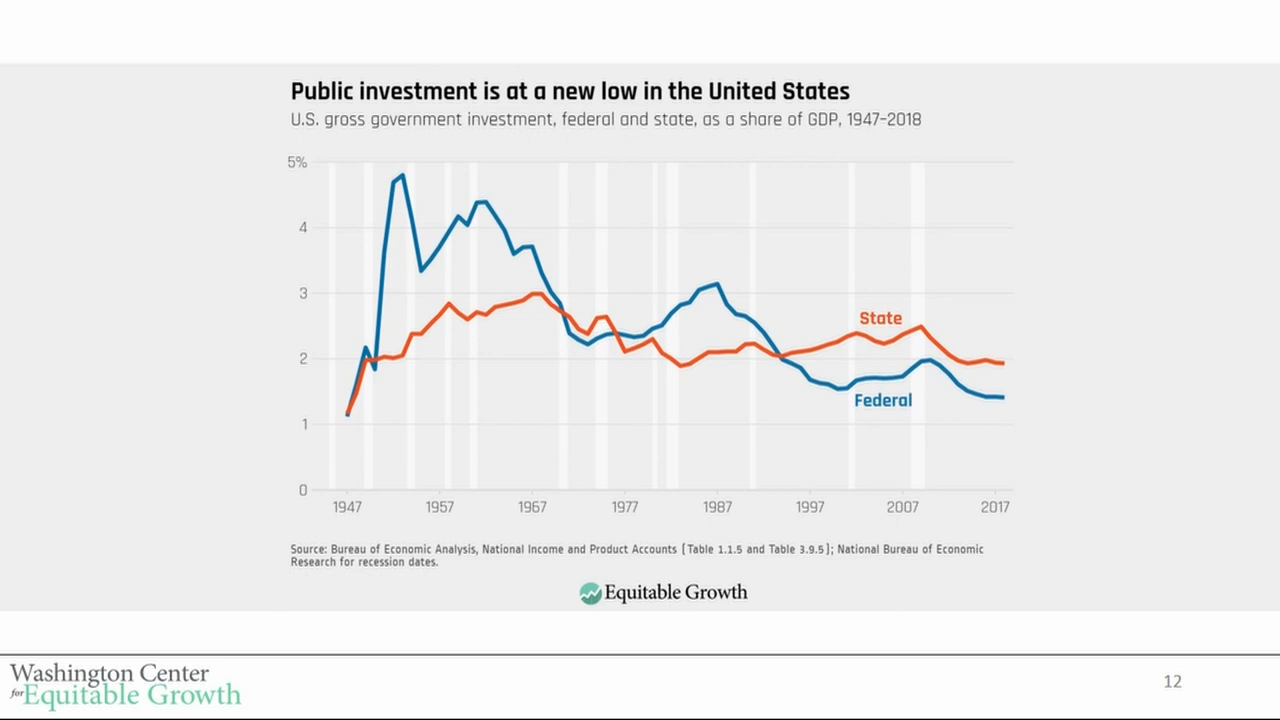 Public investment is at a new low in the United States
U.S. gross government investment, federal and state, as a share of GDP, 1947-2018
5%
4
3
2
1
0
State
Federal
1947 1957 1967 1977 1987 1997 2007 2017
Source: Bureau of Economic Analysis, National Income and Product Accounts (Table 1.1.5 and Table 3.9.5); National Bureau of Economic
Research for recession dates.
Equitable Growth
Washington Center
for Equitable Growth
12